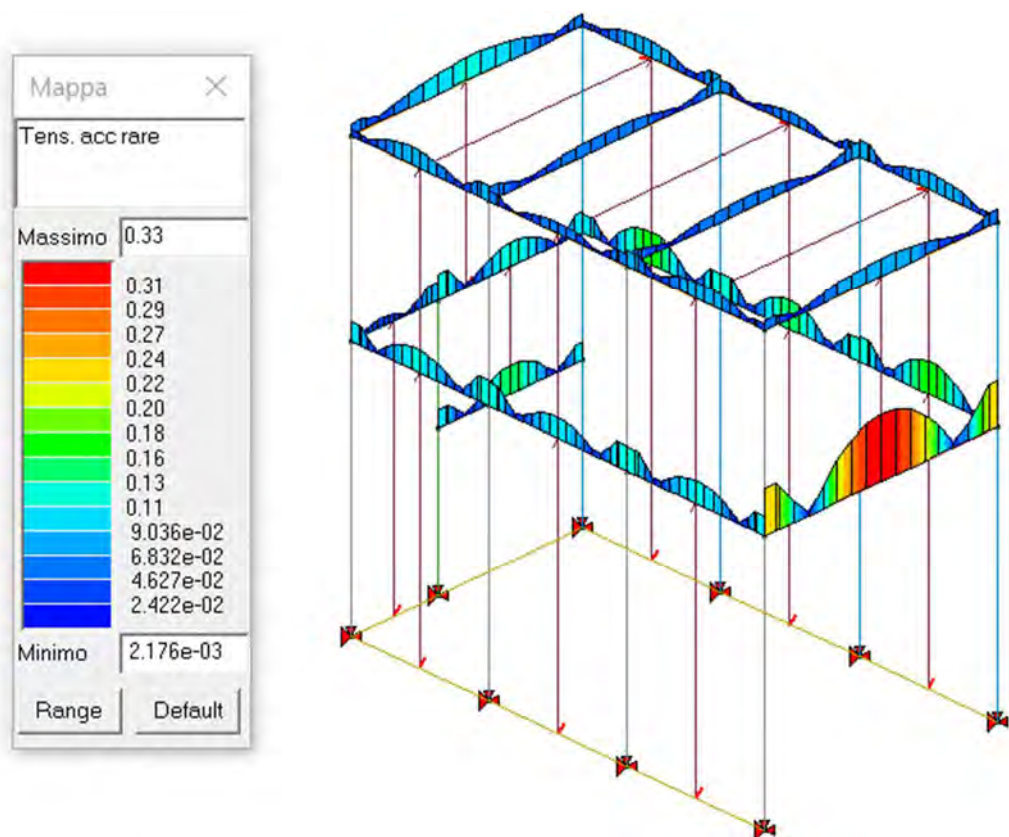 Mappa
Tens. acc rare
Massimo 0.33
0.31
0.29
0.27
0.24
0.22
0.20
0.18
0.16
0.13
0.11
9.036e-02
6.832e-02
4.627e-02
2.422e-02
Minimo 2.176e-03
Range Default